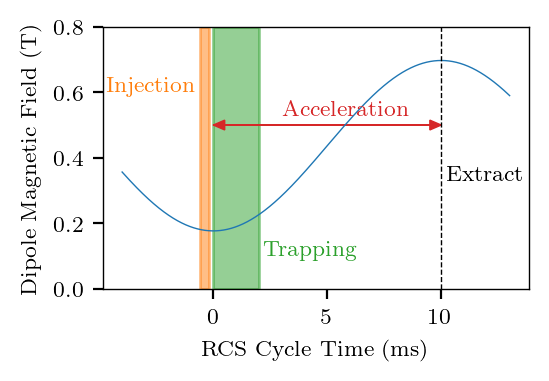 Dipole Magnetic Field (T)
0.8
0.6
0.4
0.2
0.0
Injection
Acceleration
Extract
Trapping
0
5
10
RCS Cycle Time (ms)